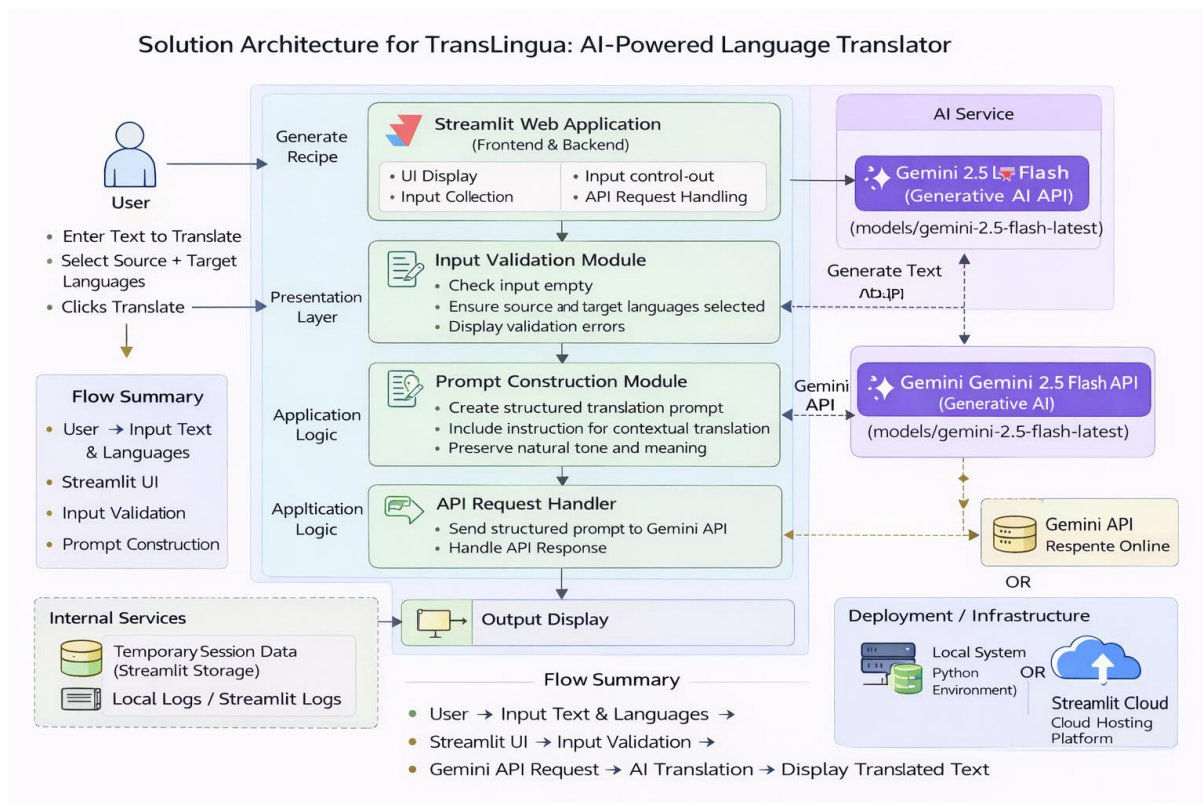 Solution Architecture for TransLingua: AI-Powered Language Translator
User
• Enter Text to Translate
• Select Source + Target
Languages
• Clicks Translate
Flow Summary
• User → Input Text
& Languages
• Streamlit UI
• Input Validation
• Prompt Construction
Generate
Recipe
Presentation
Layer
Application
Logic
Appltication
Logic
Streamlit Web Application
(Frontend & Backend)
• UI Display
• Input Collection
• Input control-out
• API Request Handling
Input Validation Module
• Check input empty
• Ensure source and target languages selected
• Display validation errors
Prompt Construction Module
• Create structured translation prompt
• Include instruction for contextual translation
• Preserve natural tone and meaning
API Request Handler
• Send structured prompt to Gemini API
• Handle API Response
Output Display
AI Service
Gemini 2.5 Flash
(Generative AI API)
(models/gemini-2.5-flash-latest)
Generate Text
Gemini
API
Gemini Gemini 2.5 Flash API
(Generative AI)
(models/gemini-2.5-flash-latest)
Gemini API
Respente Online
OR
Internal Services
Temporary Session Data
(Streamlit Storage)
Local Logs / Streamlit Logs
Deployment / Infrastructure
Local System
Python
Environment)
OR
Streamlit Cloud
Cloud Hosting
Platform
Flow Summary
• User → Input Text & Languages →
• Streamlit UI → Input Validation →
• Gemini API Request → AI Translation → Display Translated Text